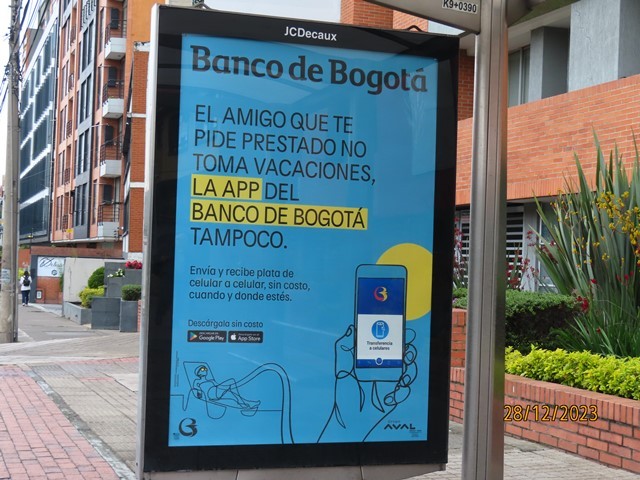 K9+0390
JCDecaux
Banco de Bogotá
EL AMIGO QUE TE
PIDE PRESTADO NO
TOMA VACACIONES,
LA APP DEL
BANCO DE BOGOTÁ
TAMPOCO.
Envía y recibe plata de
celular a celular, sin costo,
cuando y donde estés.
Descárgala sin costo
Google Play
App Store
Transferencia
a celulares
AVAL
28/12/2023